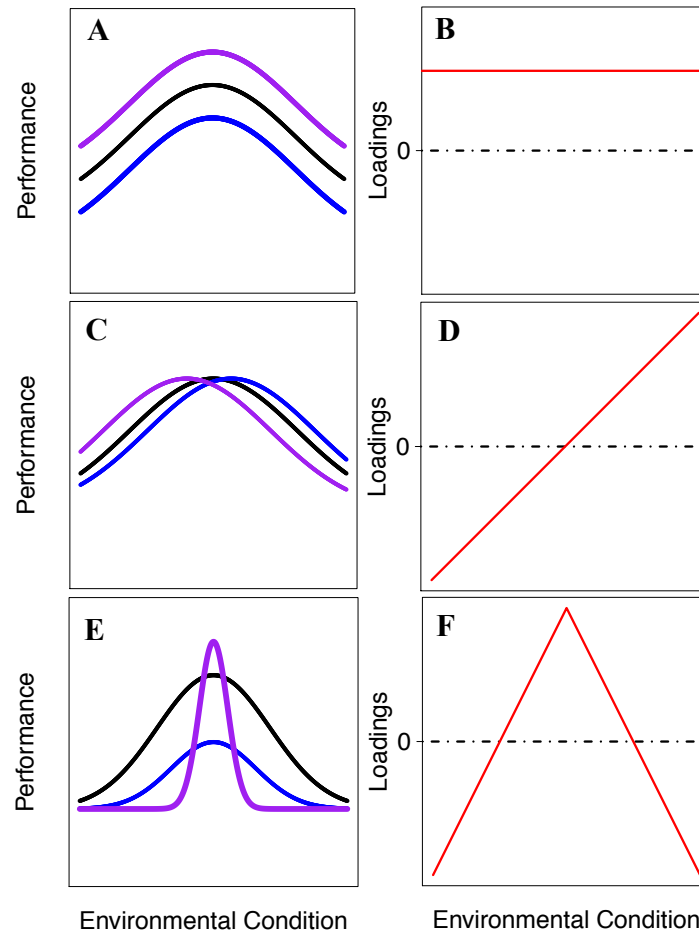 A
B
Performance
Loadings
0
C
D
Performance
Loadings
0
E
F
Performance
Loadings
0
Environmental Condition
Environmental Condition